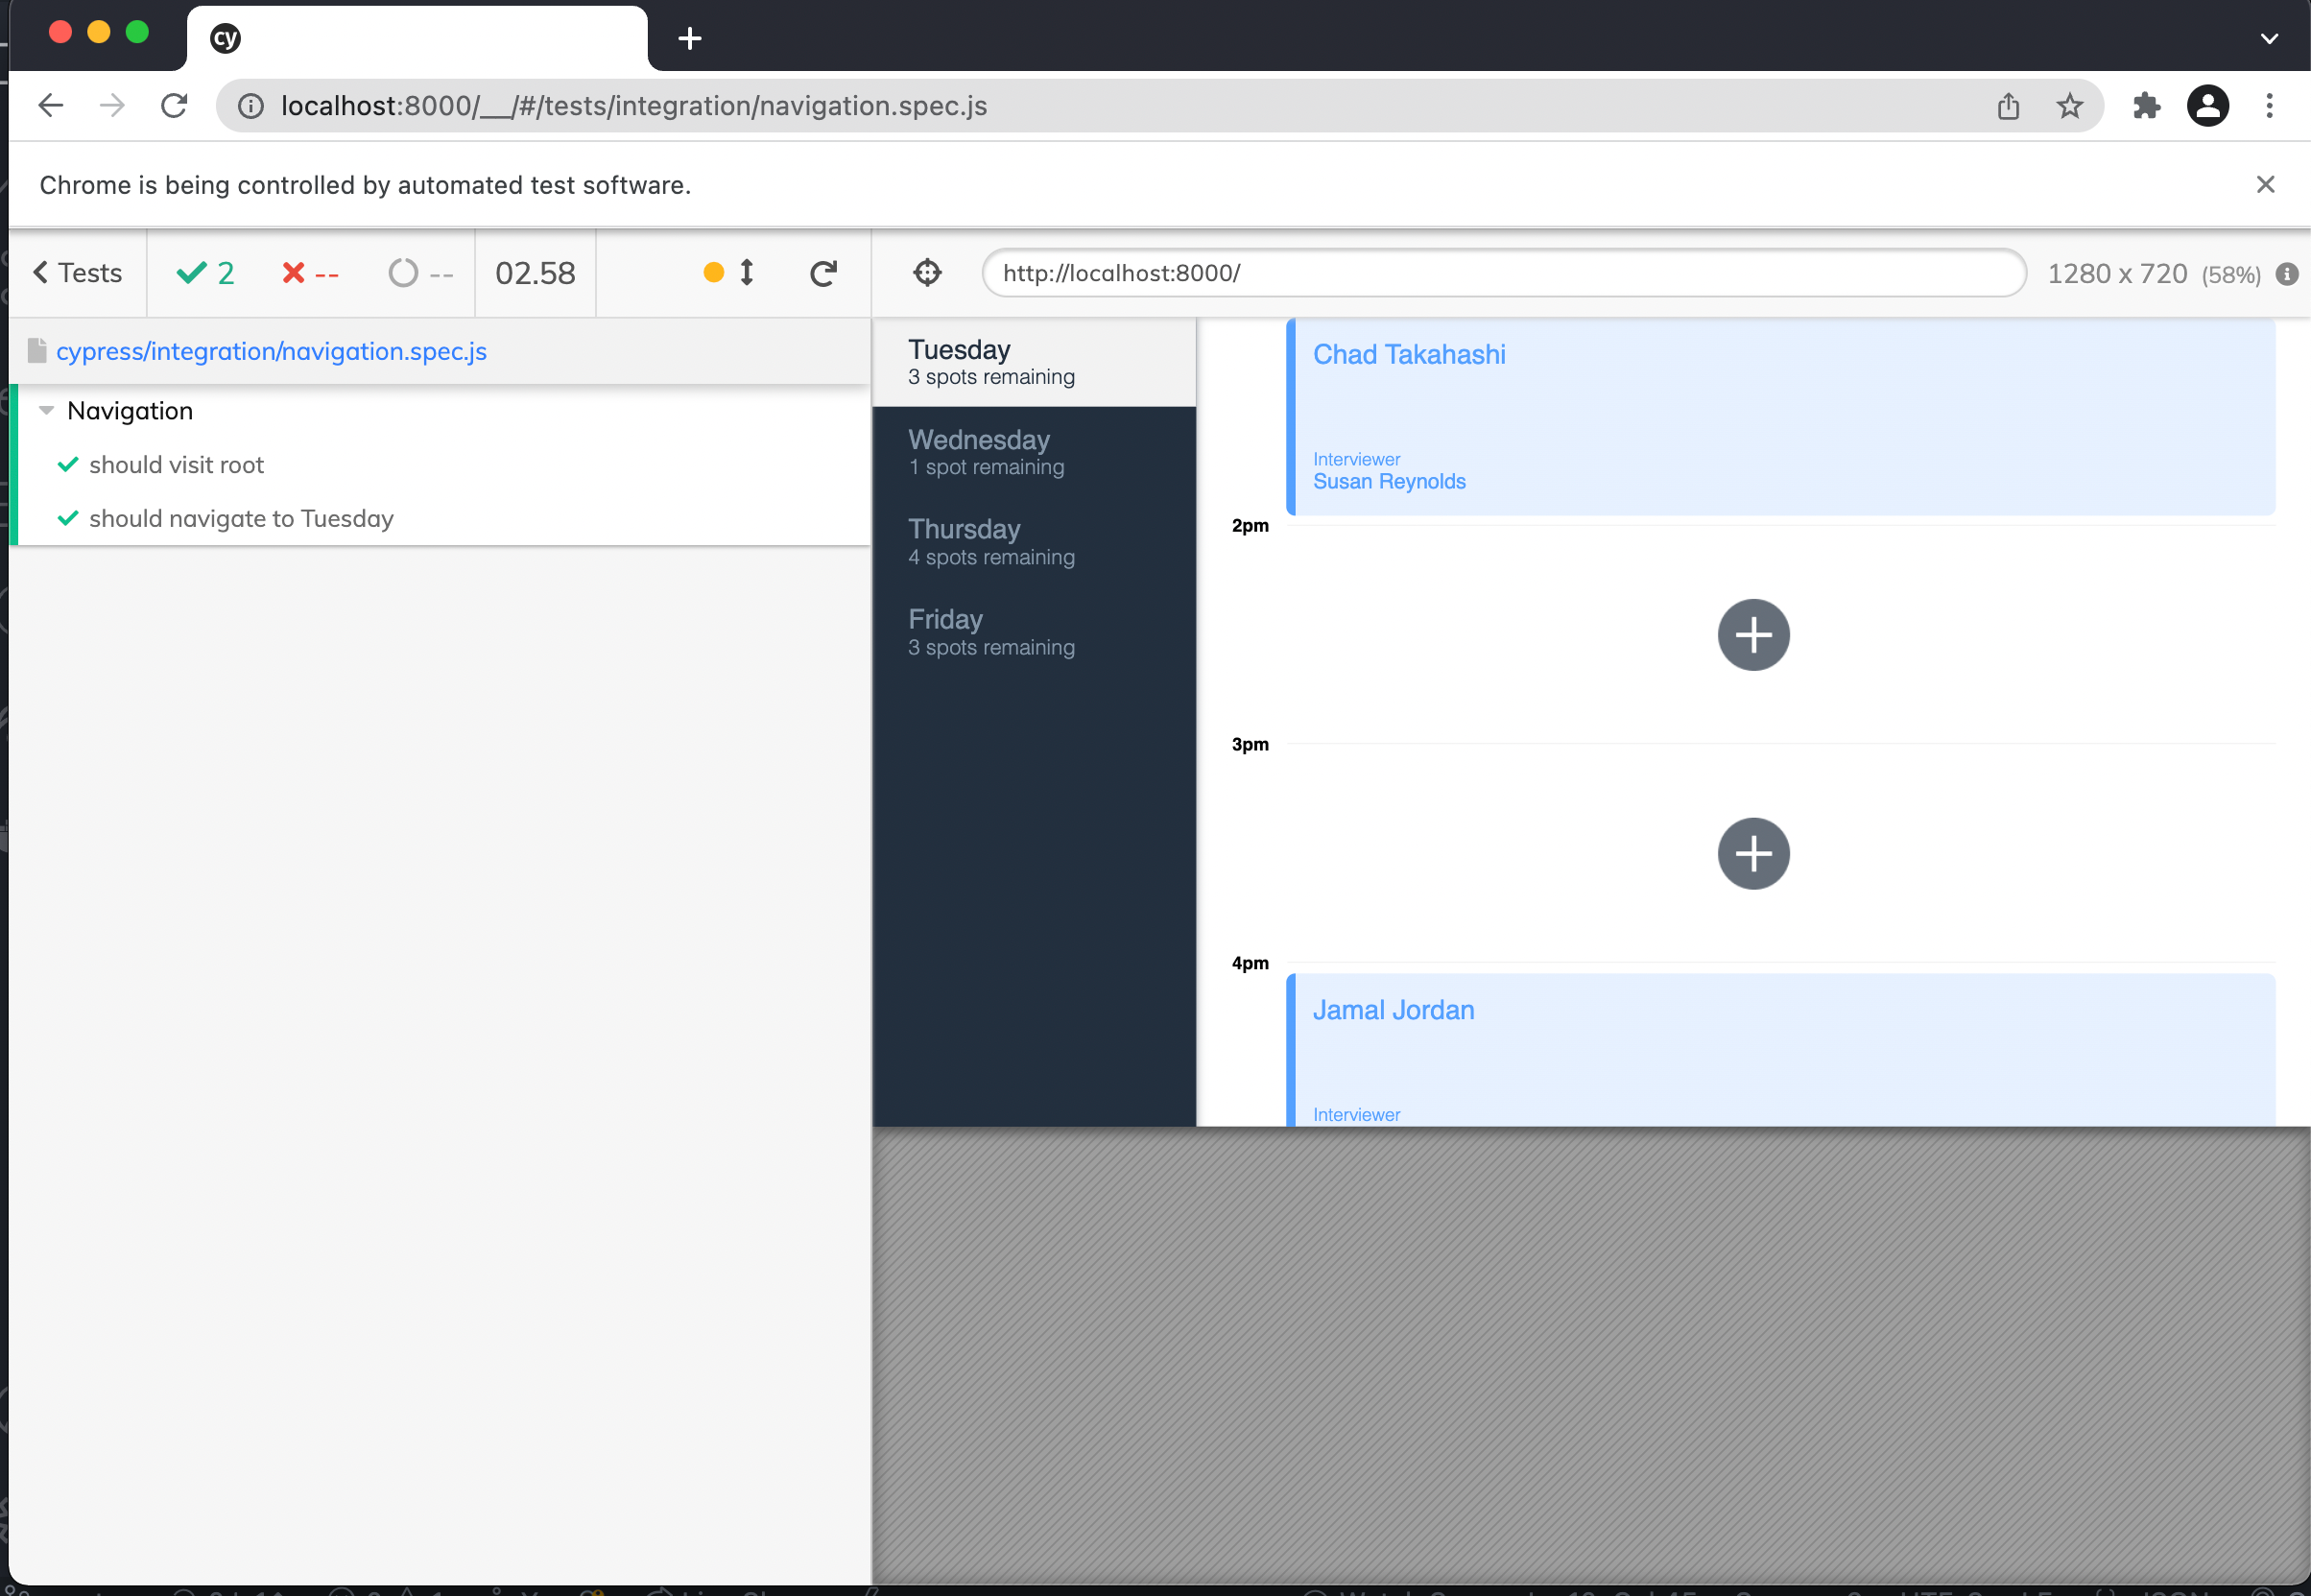 cy
localhost:8000/__/#/tests/integration/navigation.spec.js
Chrome is being controlled by automated test software.
Tests
2
--
--
02.58
http://localhost:8000/
1280 x 720 (58%)
cypress/integration/navigation.spec.js
Navigation
should visit root
should navigate to Tuesday
Tuesday
3 spots remaining
Wednesday
1 spot remaining
Thursday
4 spots remaining
Friday
3 spots remaining
Chad Takahashi
Interviewer
Susan Reynolds
2pm
3pm
4pm
Jamal Jordan
Interviewer